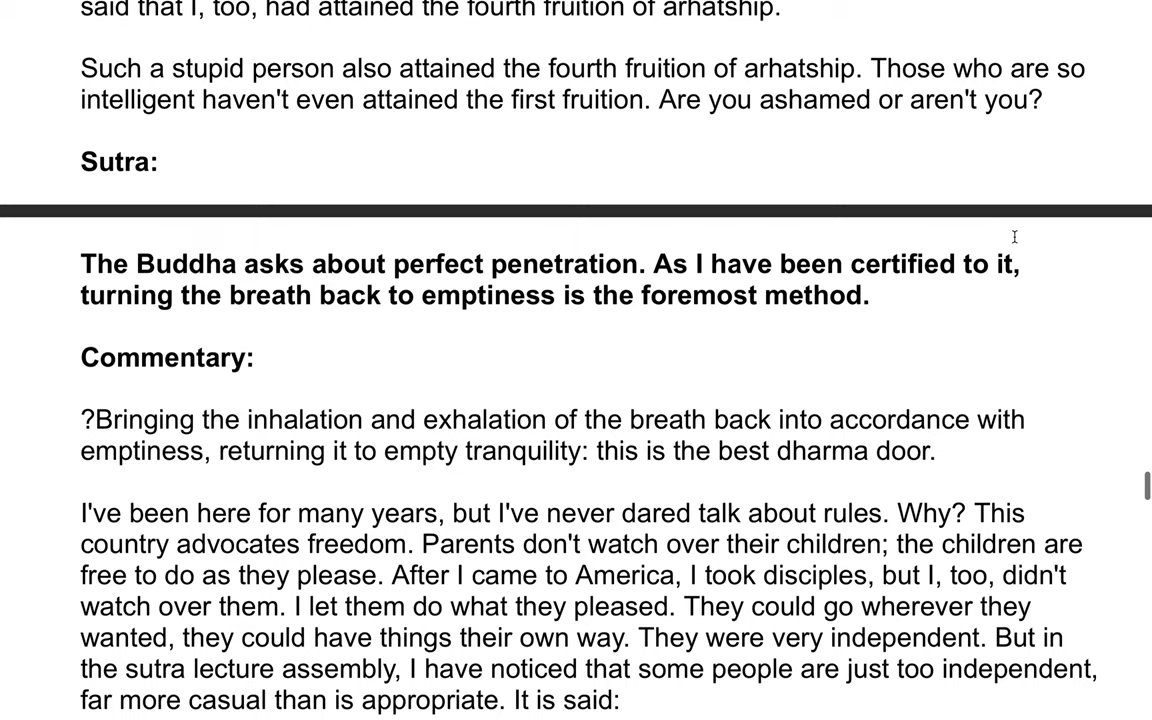 said that I, too, had attained the fourth fruition of arhatship.
Such a stupid person also attained the fourth fruition of arhatship. Those who are so
intelligent haven't even attained the first fruition. Are you ashamed or aren't you?
Sutra:
The Buddha asks about perfect penetration. As I have been certified to it,
turning the breath back to emptiness is the foremost method.
Commentary:
?Bringing the inhalation and exhalation of the breath back into accordance with
emptiness, returning it to empty tranquility: this is the best dharma door.
I've been here for many years, but I've never dared talk about rules. Why? This
country advocates freedom. Parents don't watch over their children; the children are
free to do as they please. After I came to America, I took disciples, but I, too, didn't
watch over them. I let them do what they pleased. They could go wherever they
wanted, they could have things their own way. They were very independent. But in
the sutra lecture assembly, I have noticed that some people are just too independent,
far more casual than is appropriate. It is said: